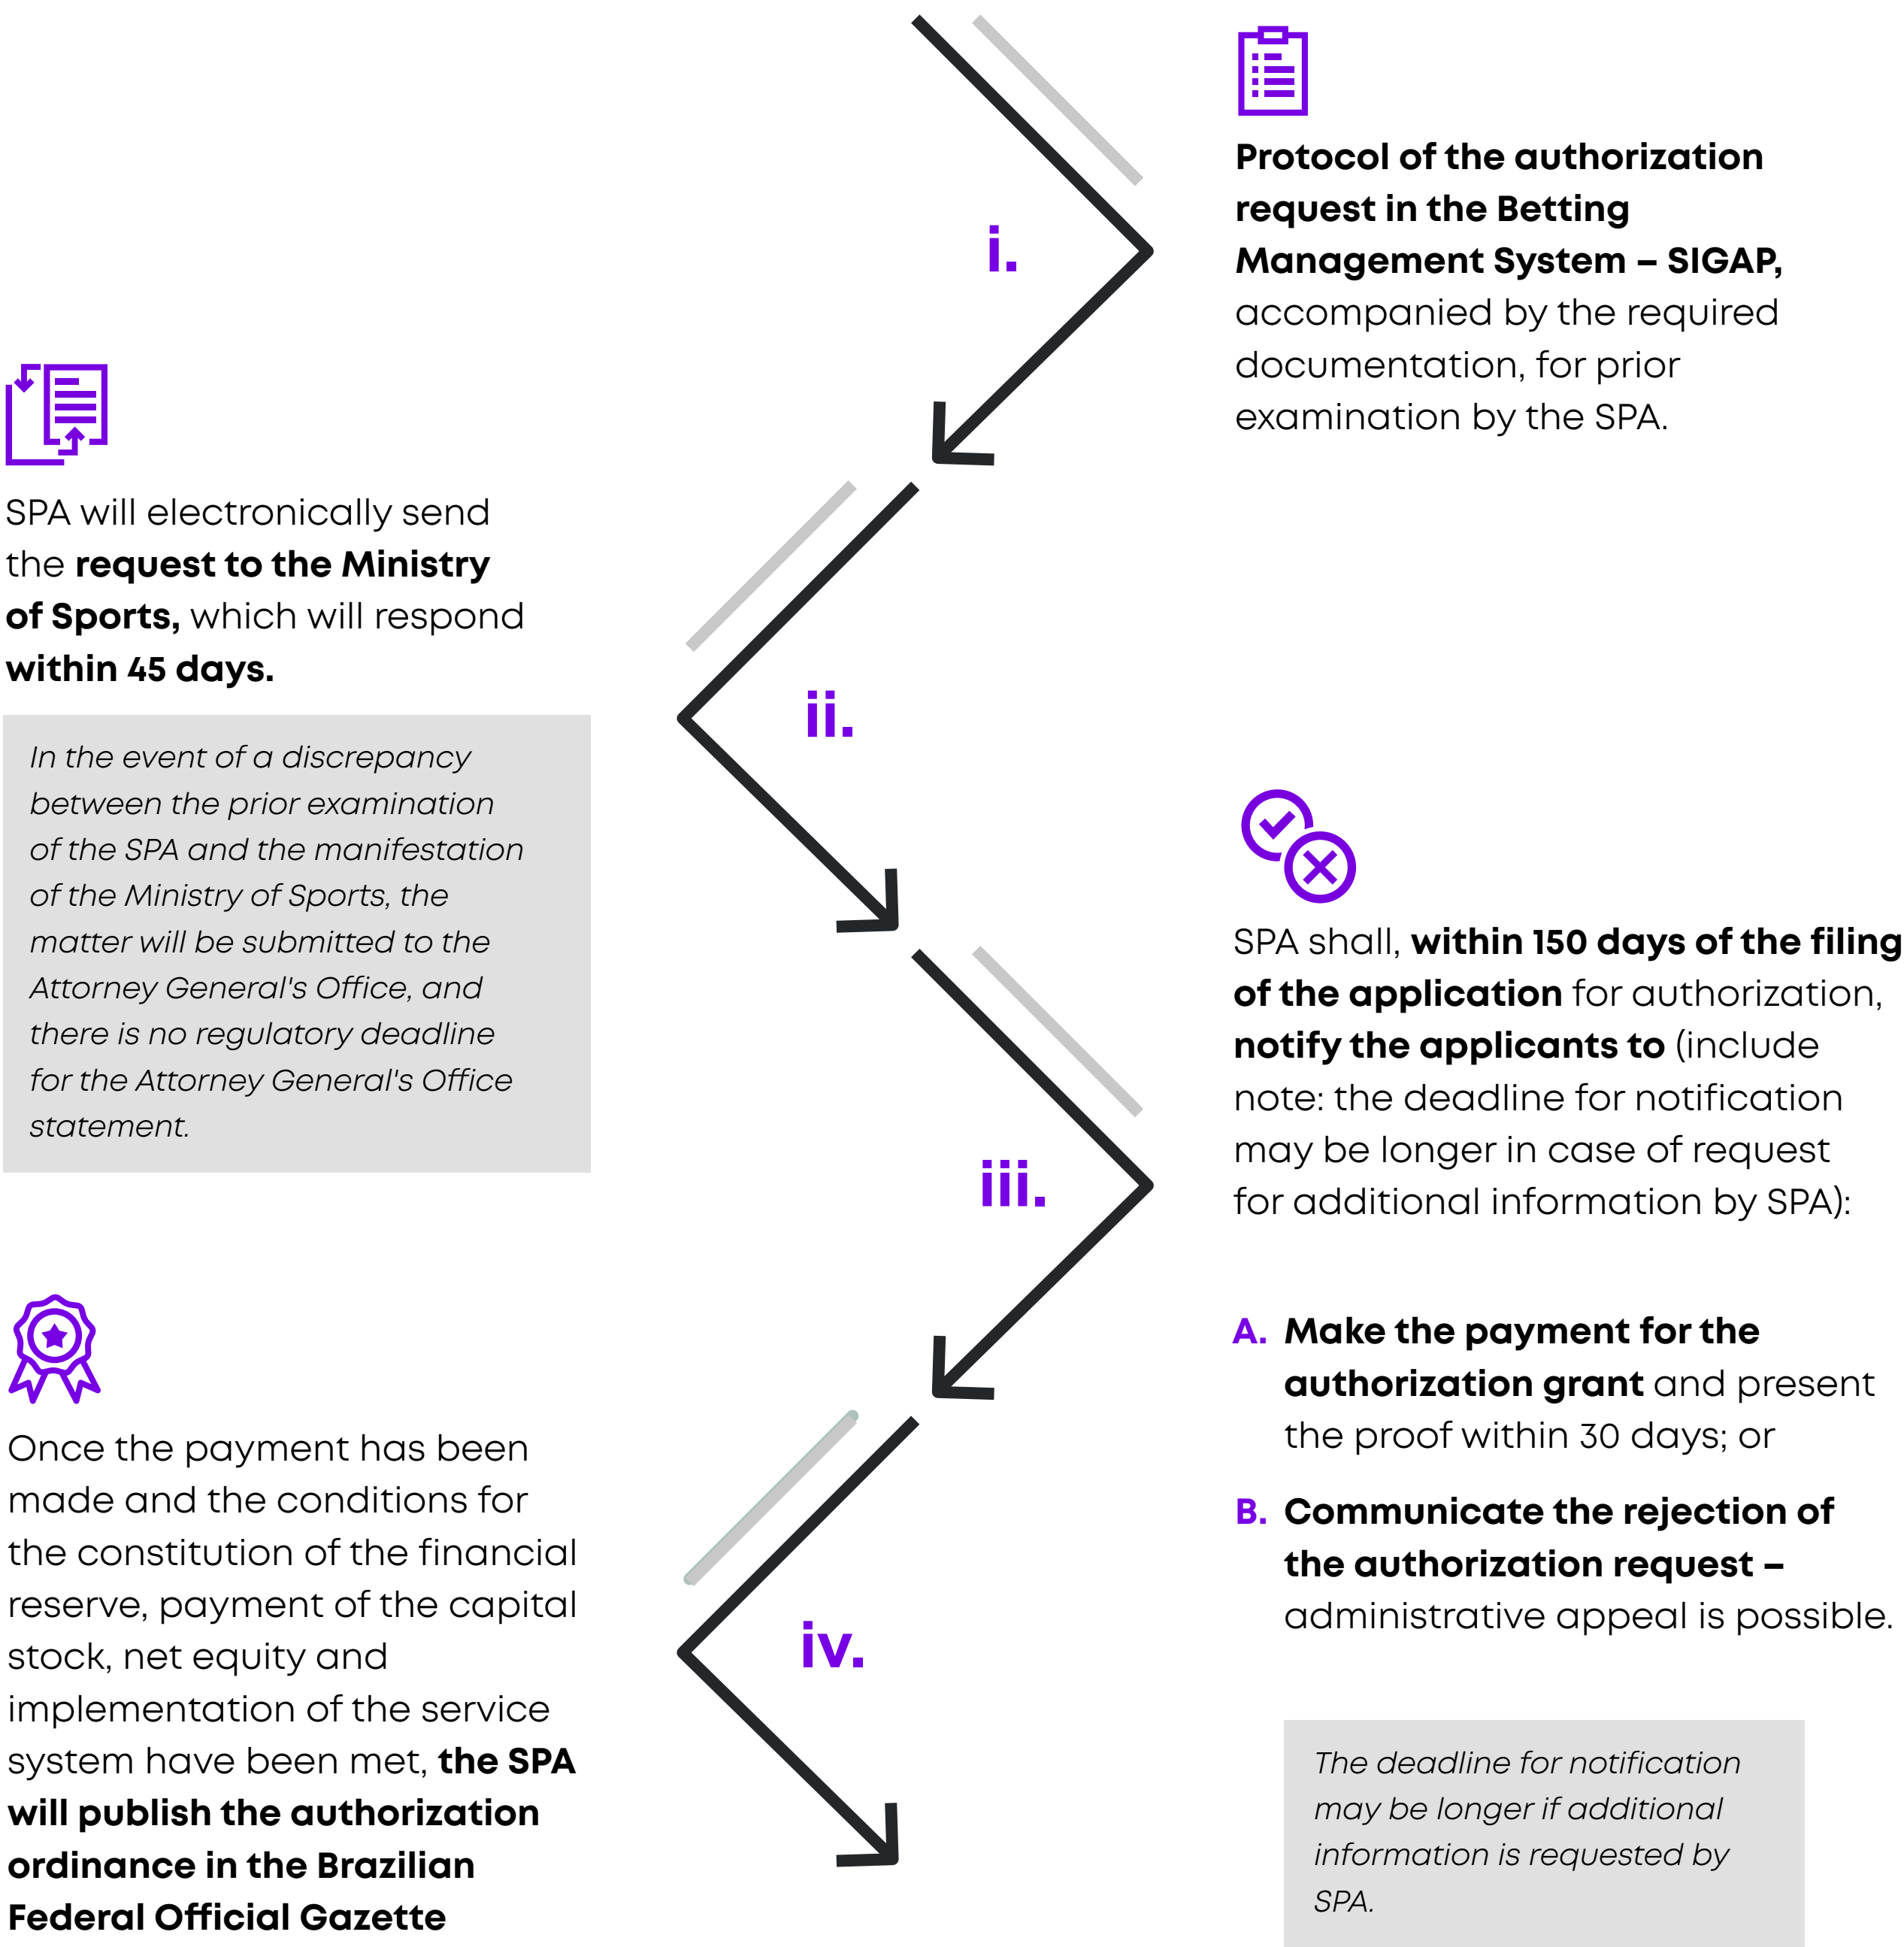 i.
Protocol of the authorization
request in the Betting
Management System – SIGAP,
accompanied by the required
documentation, for prior
examination by the SPA.
ii.
SPA will electronically send
the request to the Ministry
of Sports, which will respond
within 45 days.
In the event of a discrepancy
between the prior examination
of the SPA and the manifestation
of the Ministry of Sports, the
matter will be submitted to the
Attorney General's Office, and
there is no regulatory deadline
for the Attorney General's Office
statement.
iii.
SPA shall, within 150 days of the filing
of the application for authorization,
notify the applicants to (include
note: the deadline for notification
may be longer in case of request
for additional information by SPA):
A. Make the payment for the
authorization grant and present
the proof within 30 days; or
B. Communicate the rejection of
the authorization request –
administrative appeal is possible.
The deadline for notification
may be longer if additional
information is requested by
SPA.
iv.
Once the payment has been
made and the conditions for
the constitution of the financial
reserve, payment of the capital
stock, net equity and
implementation of the service
system have been met, the SPA
will publish the authorization
ordinance in the Brazilian
Federal Official Gazette